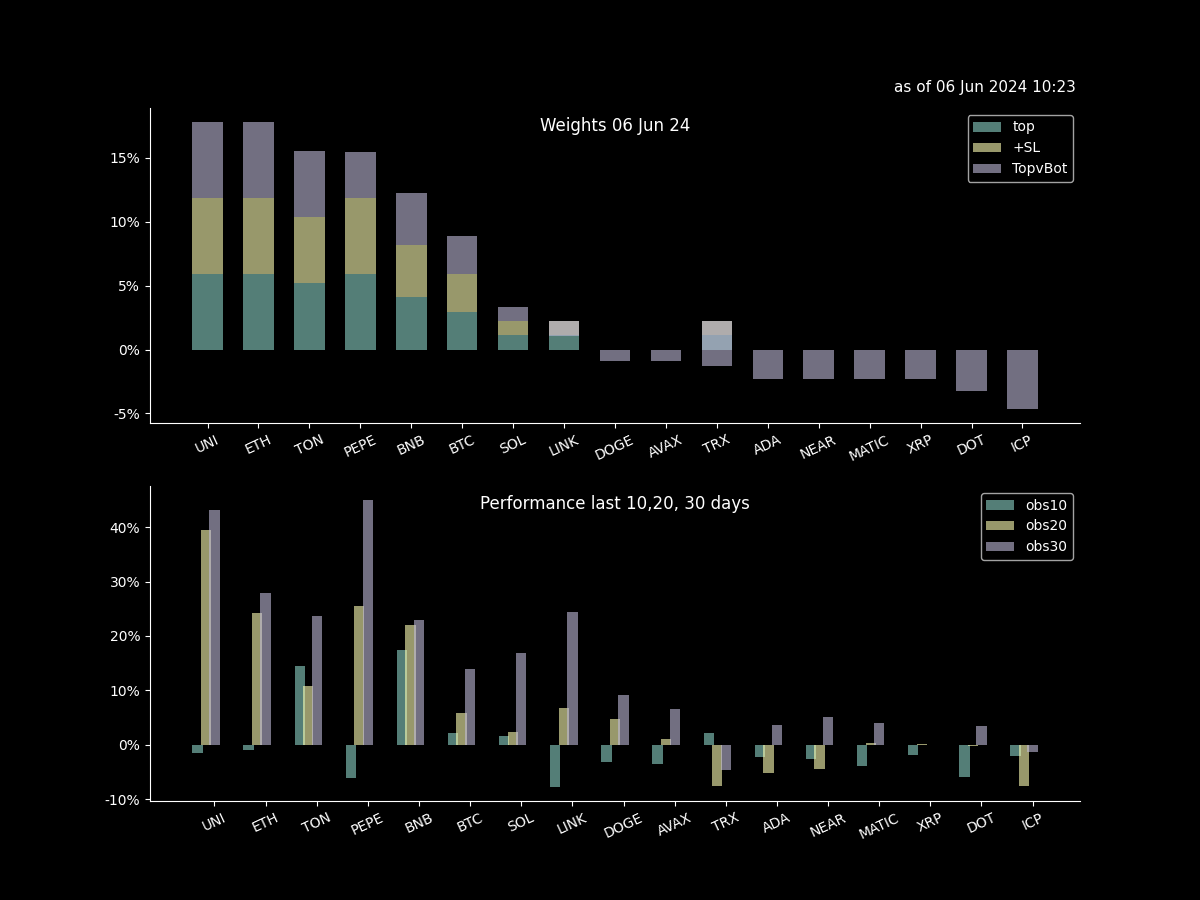 as of 06 Jun 2024 10:23
Weights 06 Jun 24
top
+SL
TopvBot
15%
10%
5%
0%
-5%
UNI ETH TON PEPE BNB BTC SOL LINK DOGE AVAX TRX ADA NEAR MATIC XRP DOT ICP
Performance last 10,20, 30 days
obs10
obs20
obs30
40%
30%
20%
10%
0%
-10%
UNI ETH TON PEPE BNB BTC SOL LINK DOGE AVAX TRX ADA NEAR MATIC XRP DOT ICP